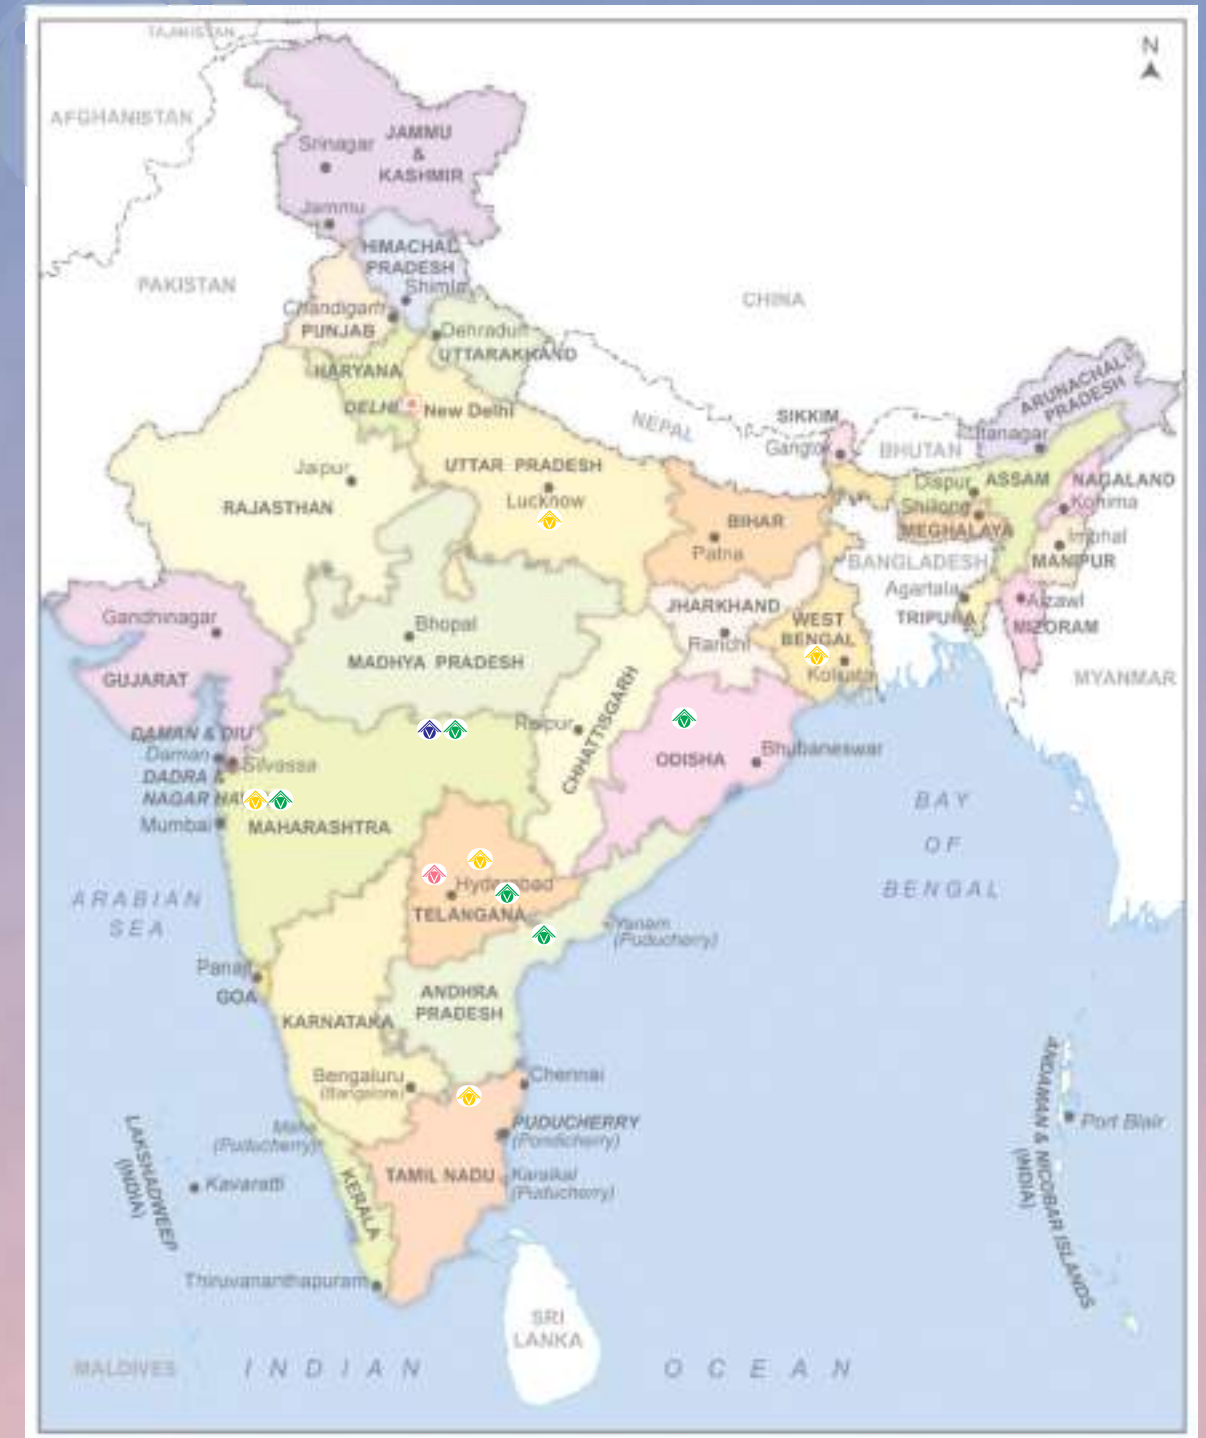 TAJIKISTAN
N
AFGHANISTAN
JAMMU
&
KASHMIR
Srinagar
Jammu
HIMACHAL
PRADESH
Shimla
PAKISTAN
CHINA
Chandigarh
PUNJAB
Dehradun
UTTARAKHAND
HARYANA
DELHI
New Delhi
ARUNACHAL
PRADESH
NEPAL
SIKKIM
Gangtok
BHUTAN
Itanagar
Jaipur
UTTAR PRADESH
Lucknow
RAJASTHAN
BIHAR
Patna
Dispur
ASSAM
NAGALAND
Shillong
Kohima
MEGHALAYA
Imphal
MANIPUR
BANGLADESH
Agartala
Aizawl
TRIPURA
MIZORAM
Gandhinagar
Bhopal
JHARKHAND
Ranchi
WEST
BENGAL
Kolkata
MADHYA PRADESH
GUJARAT
MYANMAR
CHHATTISGARH
Raipur
DAMAN & DIU
Daman
Silvassa
DADRA &
NAGAR
Mumbai
MAHARASHTRA
ODISHA
Bhubaneswar
BAY
OF
BENGAL
ARABIAN
SEA
Hyderabad
TELANGANA
Yanam
(Puducherry)
Panaji
GOA
ANDHRA
PRADESH
KARNATAKA
Bengaluru
(Bangalore)
Chennai
Mahe
(Puducherry)
PUDUCHERRY
(Pondicherry)
TAMIL NADU
Karaikal
(Puducherry)
KERALA
LAKSHADWEEP
(INDIA)
Kavaratti
Thiruvananthapuram
ANDAMAN & NICOBAR ISLANDS
(INDIA)
Port Blair
SRI
LANKA
MALDIVES
INDIAN OCEAN